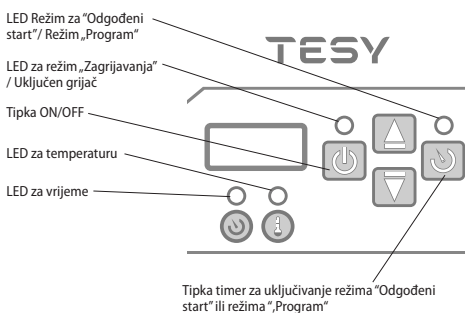 LED Režim za “Odgođeni
start”/ Režim „Program“
TESY
LED za režim „Zagrijavanja”
/ Uključen grijač
Tipka ON/OFF
LED za temperaturu
LED za vrijeme
Tipka timer za uključivanje režima “Odgođeni
start” ili režima “‚Program“